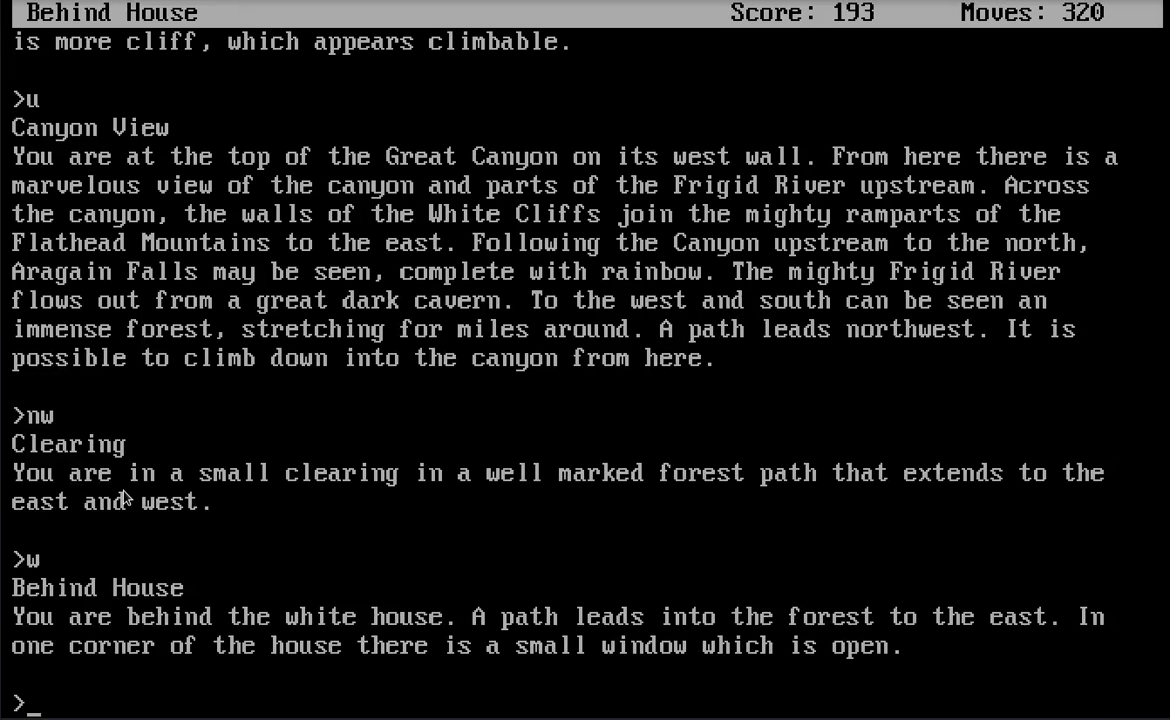 Behind House Score: 193 Moves: 320
is more cliff, which appears climbable.
>u
Canyon View
You are at the top of the Great Canyon on its west wall. From here there is a
marvelous view of the canyon and parts of the Frigid River upstream. Across
the canyon, the walls of the White Cliffs join the mighty ramparts of the
Flathead Mountains to the east. Following the Canyon upstream to the north,
Aragain Falls may be seen, complete with rainbow. The mighty Frigid River
flows out from a great dark cavern. To the west and south can be seen an
immense forest, stretching for miles around. A path leads northwest. It is
possible to climb down into the canyon from here.
>nw
Clearing
You are in a small clearing in a well marked forest path that extends to the
east and west.
>w
Behind House
You are behind the white house. A path leads into the forest to the east. In
one corner of the house there is a small window which is open.
>_